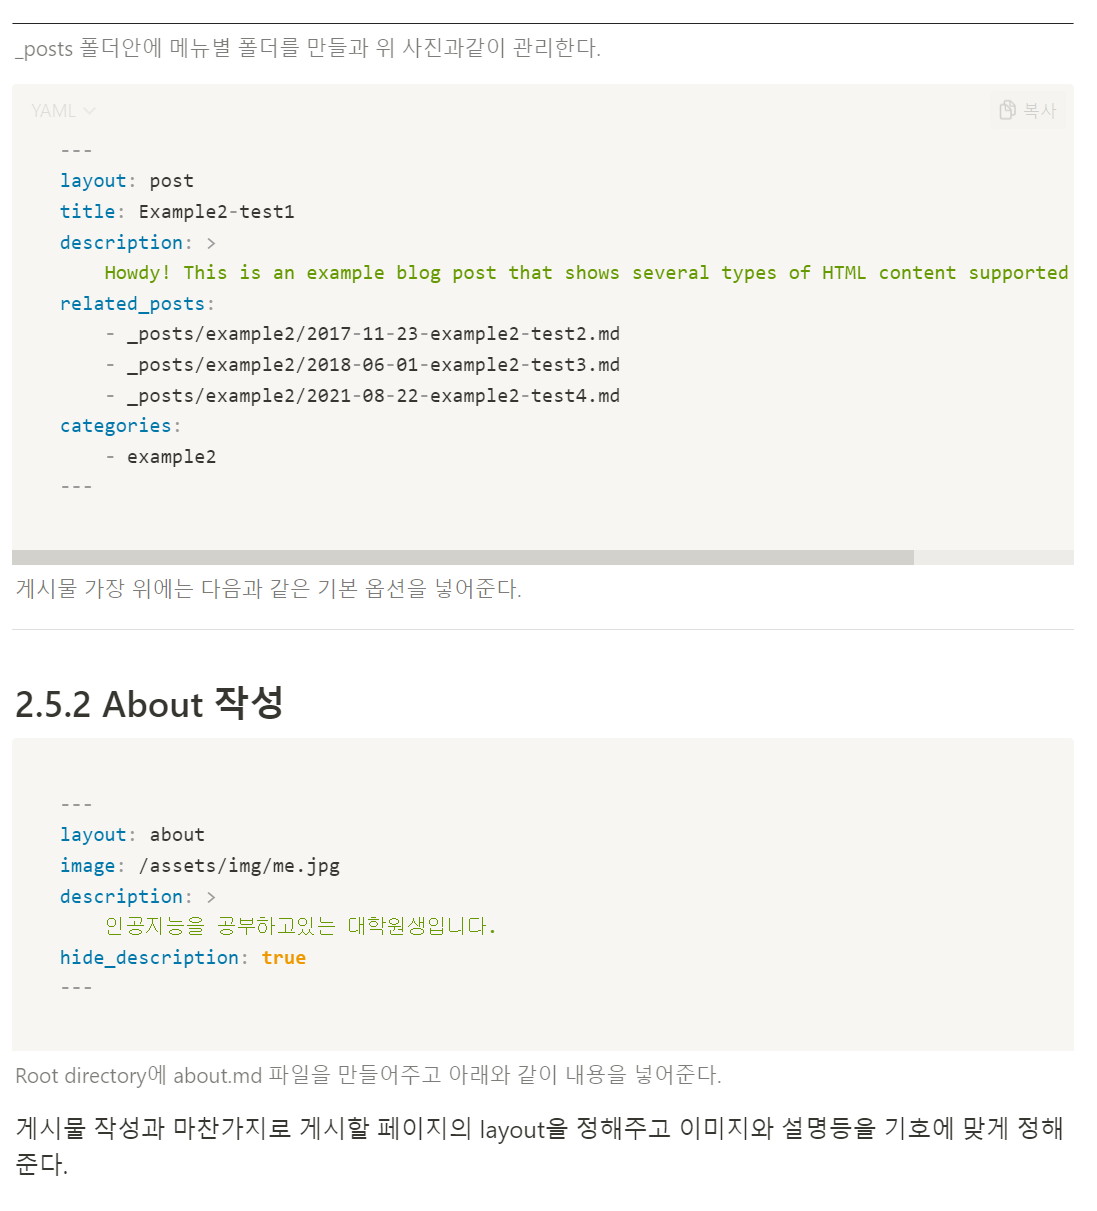 _posts 폴더안에 메뉴별 폴더를 만들과 위 사진과같이 관리한다.
YAML
복사
---
layout: post
title: Example2-test1
description: >
    Howdy! This is an example blog post that shows several types of HTML content supported
related_posts:
    - _posts/example2/2017-11-23-example2-test2.md
    - _posts/example2/2018-06-01-example2-test3.md
    - _posts/example2/2021-08-22-example2-test4.md
categories:
    - example2
---
게시물 가장 위에는 다음과 같은 기본 옵션을 넣어준다.
2.5.2 About 작성
---
layout: about
image: /assets/img/me.jpg
description: >
    인공지능을 공부하고있는 대학원생입니다.
hide_description: true
---
Root directory에 about.md 파일을 만들어주고 아래와 같이 내용을 넣어준다.
게시물 작성과 마찬가지로 게시할 페이지의 layout을 정해주고 이미지와 설명등을 기호에 맞게 정해
준다.